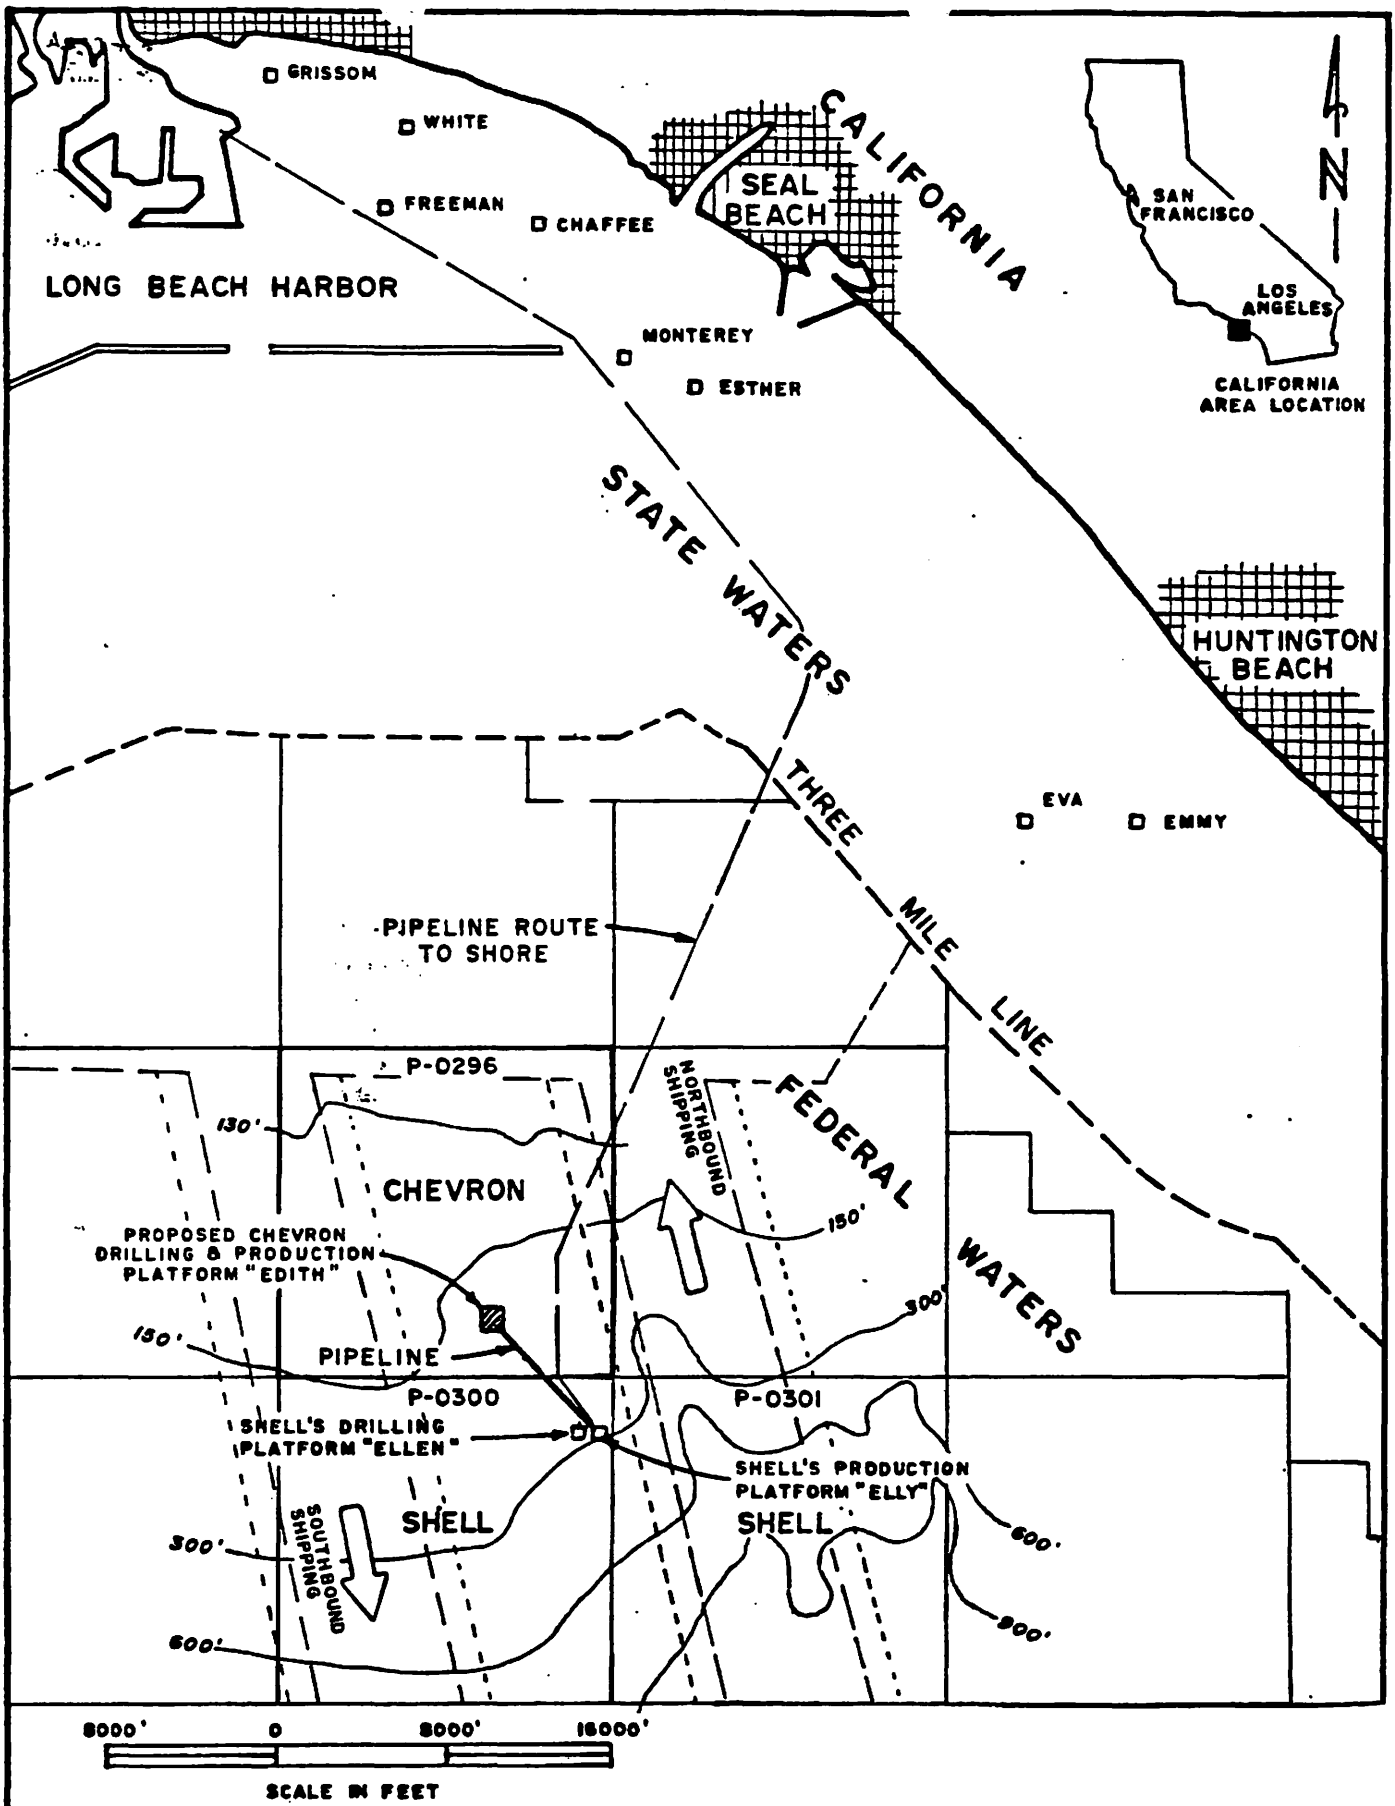 GRISSOM
WHITE
FREEMAN
CHAFFEE
SEAL
BEACH
CALIFORNIA
N
SAN
FRANCISCO
LOS
ANGELES
CALIFORNIA
AREA LOCATION
LONG BEACH HARBOR
MONTEREY
ESTHER
STATE WATERS
HUNTINGTON
BEACH
THREE MILE LINE
EVA
EMMY
PIPELINE ROUTE
TO SHORE
P-0296
NORTHBOUND
SHIPPING
FEDERAL WATERS
130'
CHEVRON
150'
PROPOSED CHEVRON
DRILLING & PRODUCTION
PLATFORM "EDITH"
300'
150'
PIPELINE
P-0300
P-0301
SHELL'S DRILLING
PLATFORM "ELLEN"
SHELL'S PRODUCTION
PLATFORM "ELLY"
SHELL
SHELL
SOUTHBOUND
SHIPPING
300'
600'
600'
900'
8000' 0 8000' 16000'
SCALE IN FEET